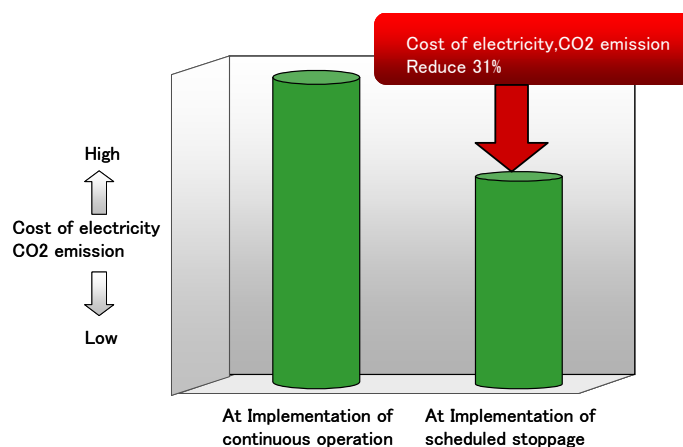 Cost of electricity,CO2 emission
Reduce 31%
High
Cost of electricity
CO2 emission
Low
At Implementation of
continuous operation
At Implementation of
scheduled stoppage